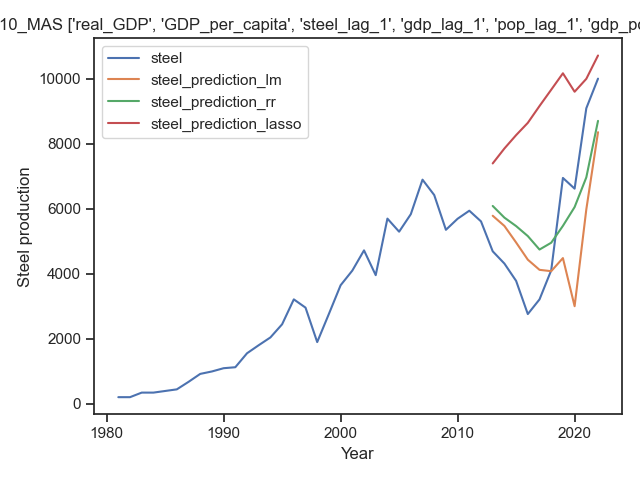 10_MAS ['real_GDP', 'GDP_per_capita', 'steel_lag_1', 'gdp_lag_1', 'pop_lag_1',
steel
steel_prediction_lm
steel_prediction_rr
steel_prediction_lasso
Steel production
10000
8000
6000
4000
2000
0
1980
1990
2000
2010
2020
Year